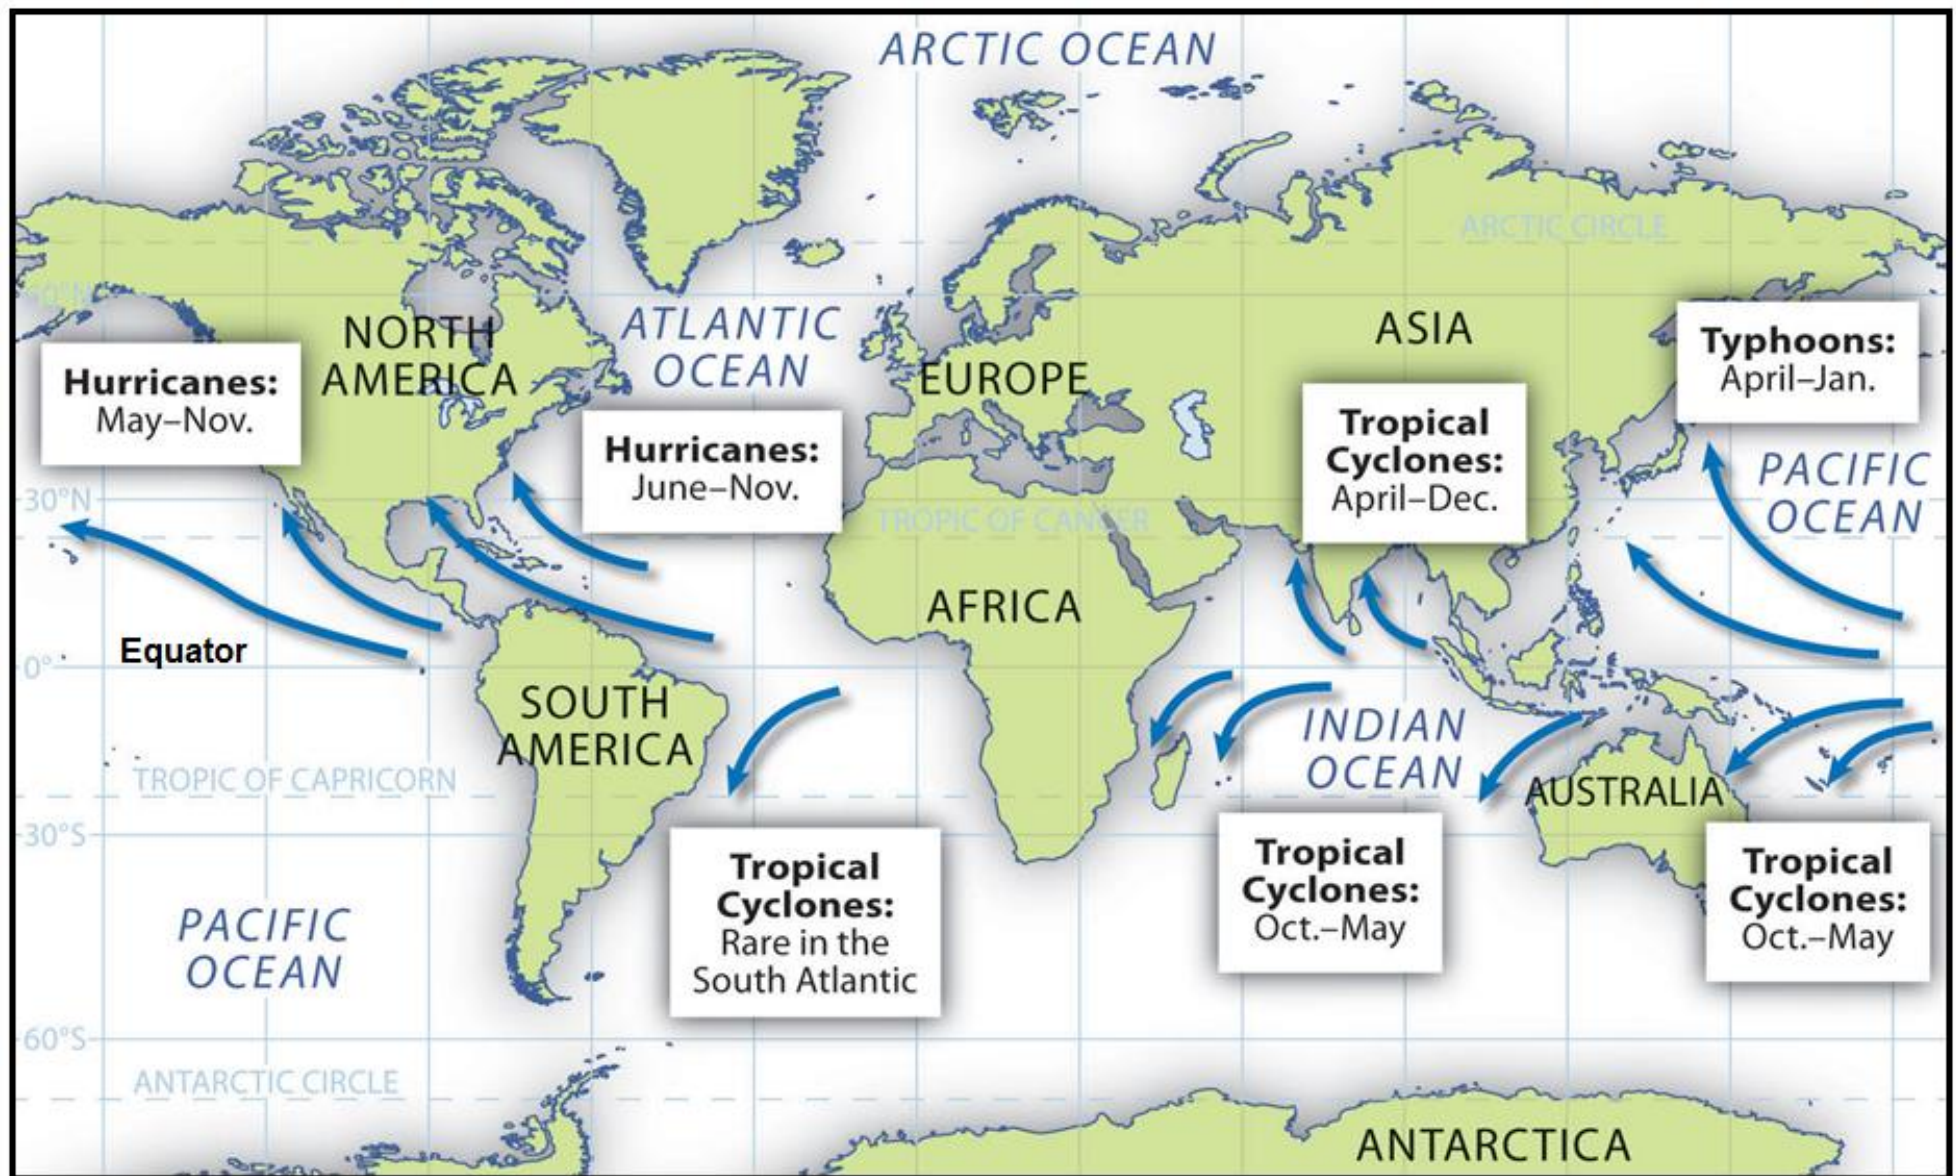 ARCTIC OCEAN
ARCTIC CIRCLE
60°N
NORTH
AMERICA
ATLANTIC
OCEAN
EUROPE
ASIA
Typhoons:
April–Jan.
Hurricanes:
May–Nov.
Hurricanes:
June–Nov.
Tropical
Cyclones:
April–Dec.
PACIFIC
OCEAN
30°N
TROPIC OF CANCER
AFRICA
Equator
0°
SOUTH
AMERICA
INDIAN
OCEAN
TROPIC OF CAPRICORN
AUSTRALIA
30°S
Tropical
Cyclones:
Rare in the
South Atlantic
Tropical
Cyclones:
Oct.–May
Tropical
Cyclones:
Oct.–May
PACIFIC
OCEAN
60°S
ANTARCTIC CIRCLE
ANTARCTICA